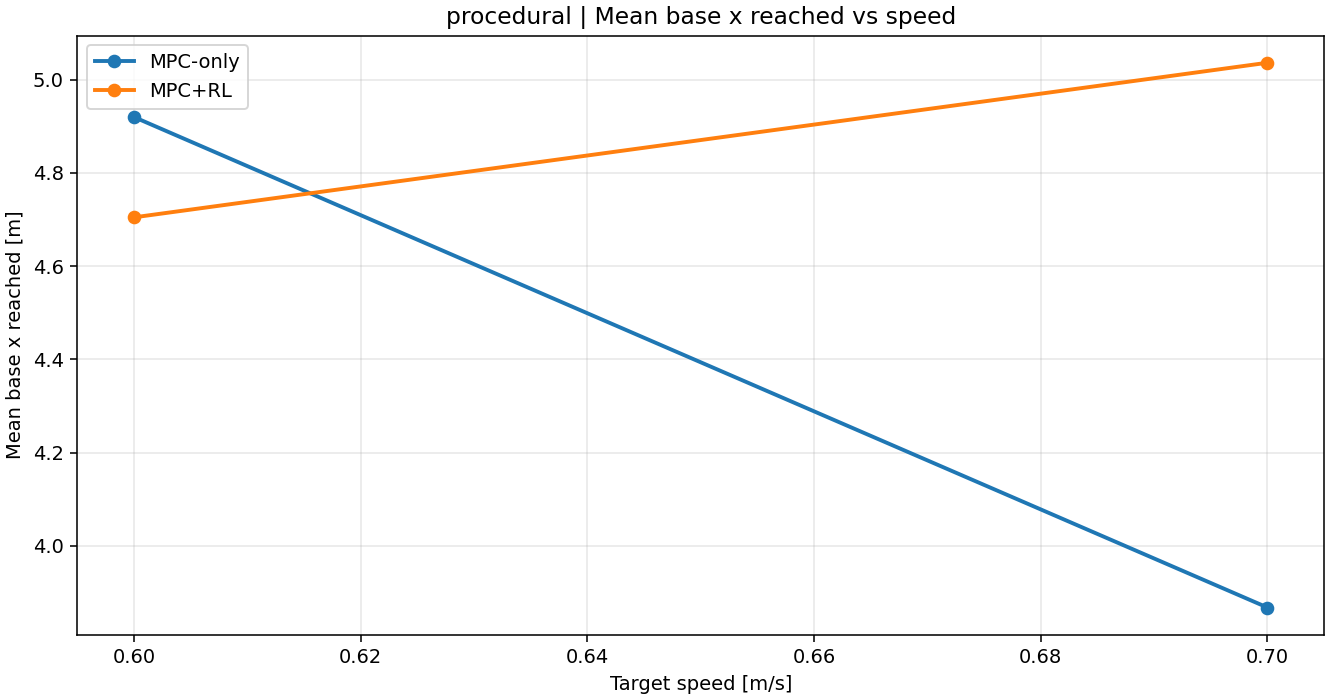 procedural | Mean base x reached vs speed
MPC-only
MPC+RL
Mean base x reached [m]
5.0
4.8
4.6
4.4
4.2
4.0
0.60
0.62
0.64
0.66
0.68
0.70
Target speed [m/s]